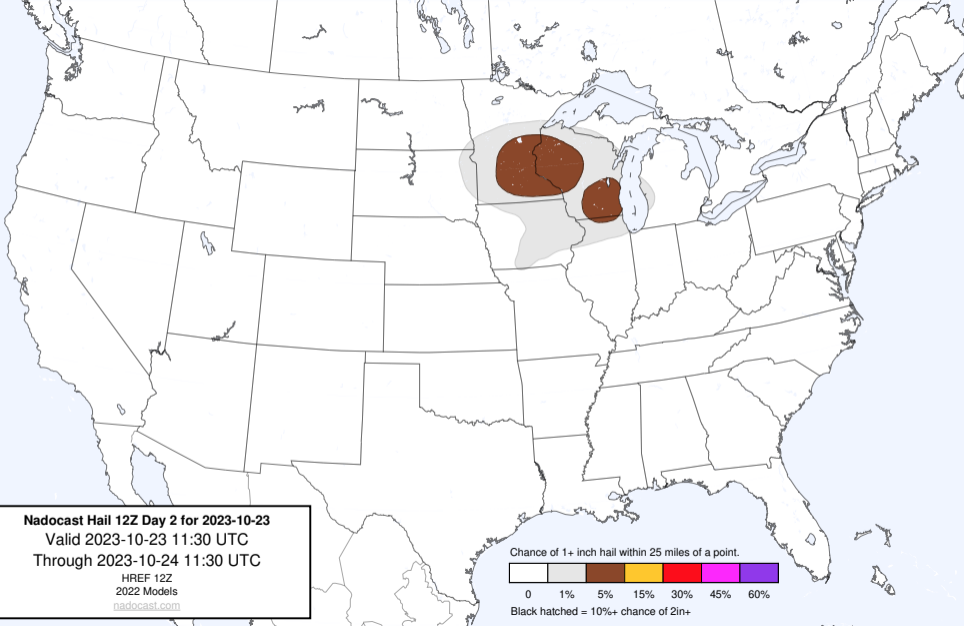 Nadocast Hail 12Z Day 2 for 2023-10-23
Valid 2023-10-23 11:30 UTC
Through 2023-10-24 11:30 UTC
HREF 12Z
2022 Models
nadocast.com
Chance of 1+ inch hail within 25 miles of a point.
0 1% 5% 15% 30% 45% 60%
Black hatched = 10%+ chance of 2in+